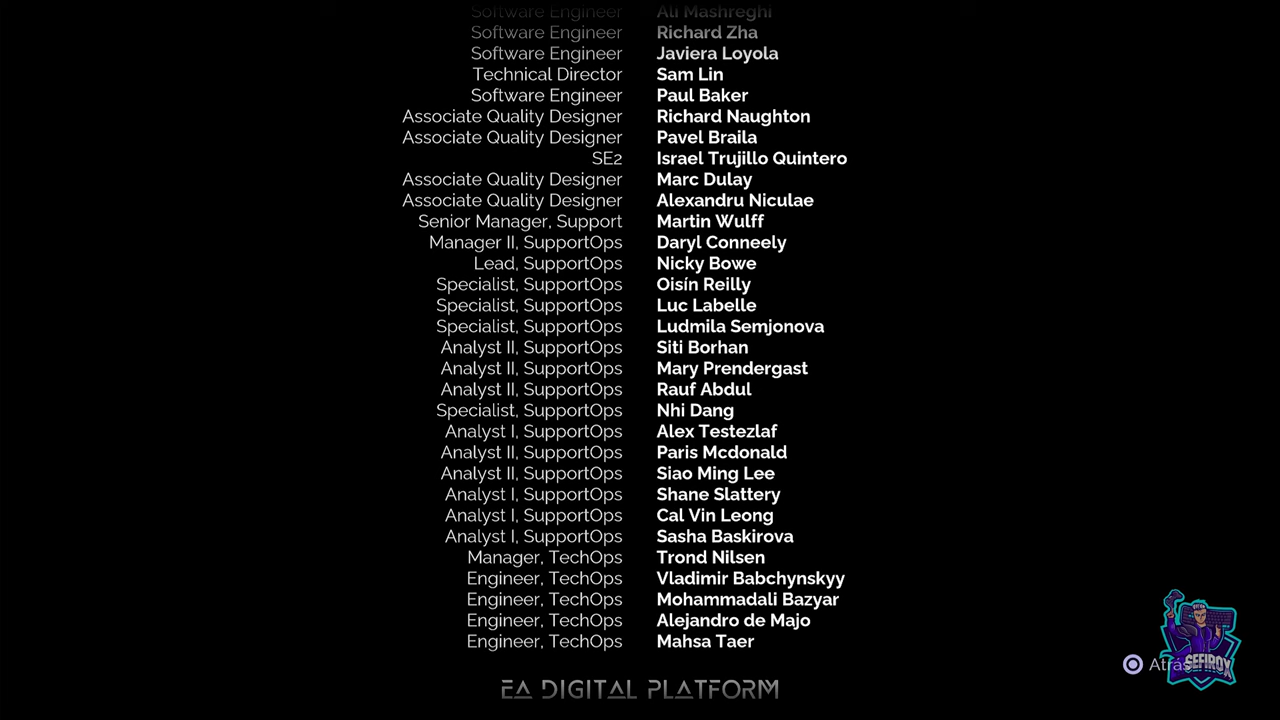 Software Engineer Ali Mashreghi
Software Engineer Richard Zha
Software Engineer Javiera Loyola
Technical Director Sam Lin
Software Engineer Paul Baker
Associate Quality Designer Richard Naughton
Associate Quality Designer Pavel Braila
SE2 Israel Trujillo Quintero
Associate Quality Designer Marc Dulay
Associate Quality Designer Alexandru Niculae
Senior Manager, Support Martin Wulff
Manager II, SupportOps Daryl Conneely
Lead, SupportOps Nicky Bowe
Specialist, SupportOps Oisín Reilly
Specialist, SupportOps Luc Labelle
Specialist, SupportOps Ludmila Semjonova
Analyst II, SupportOps Siti Borhan
Analyst II, SupportOps Mary Prendergast
Analyst II, SupportOps Rauf Abdul
Specialist, SupportOps Nhi Dang
Analyst I, SupportOps Alex Testezlaf
Analyst II, SupportOps Paris Mcdonald
Analyst II, SupportOps Siao Ming Lee
Analyst I, SupportOps Shane Slattery
Analyst I, SupportOps Cal Vin Leong
Analyst I, SupportOps Sasha Baskirova
Manager, TechOps Trond Nilsen
Engineer, TechOps Vladimir Babchynskyy
Engineer, TechOps Mohammadali Bazyar
Engineer, TechOps Alejandro de Majo
Engineer, TechOps Mahsa Taer
Atrás
SEFIROX
EA DIGITAL PLATFORM